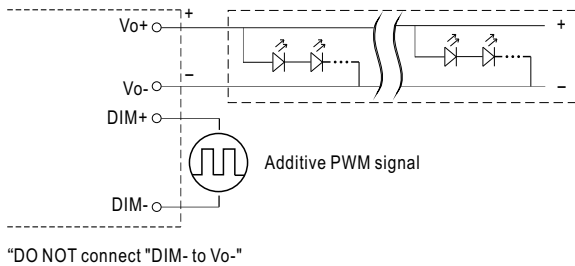 Vo+ + +
Vo- – –
DIM+
Additive PWM signal
DIM-
“DO NOT connect "DIM- to Vo-"